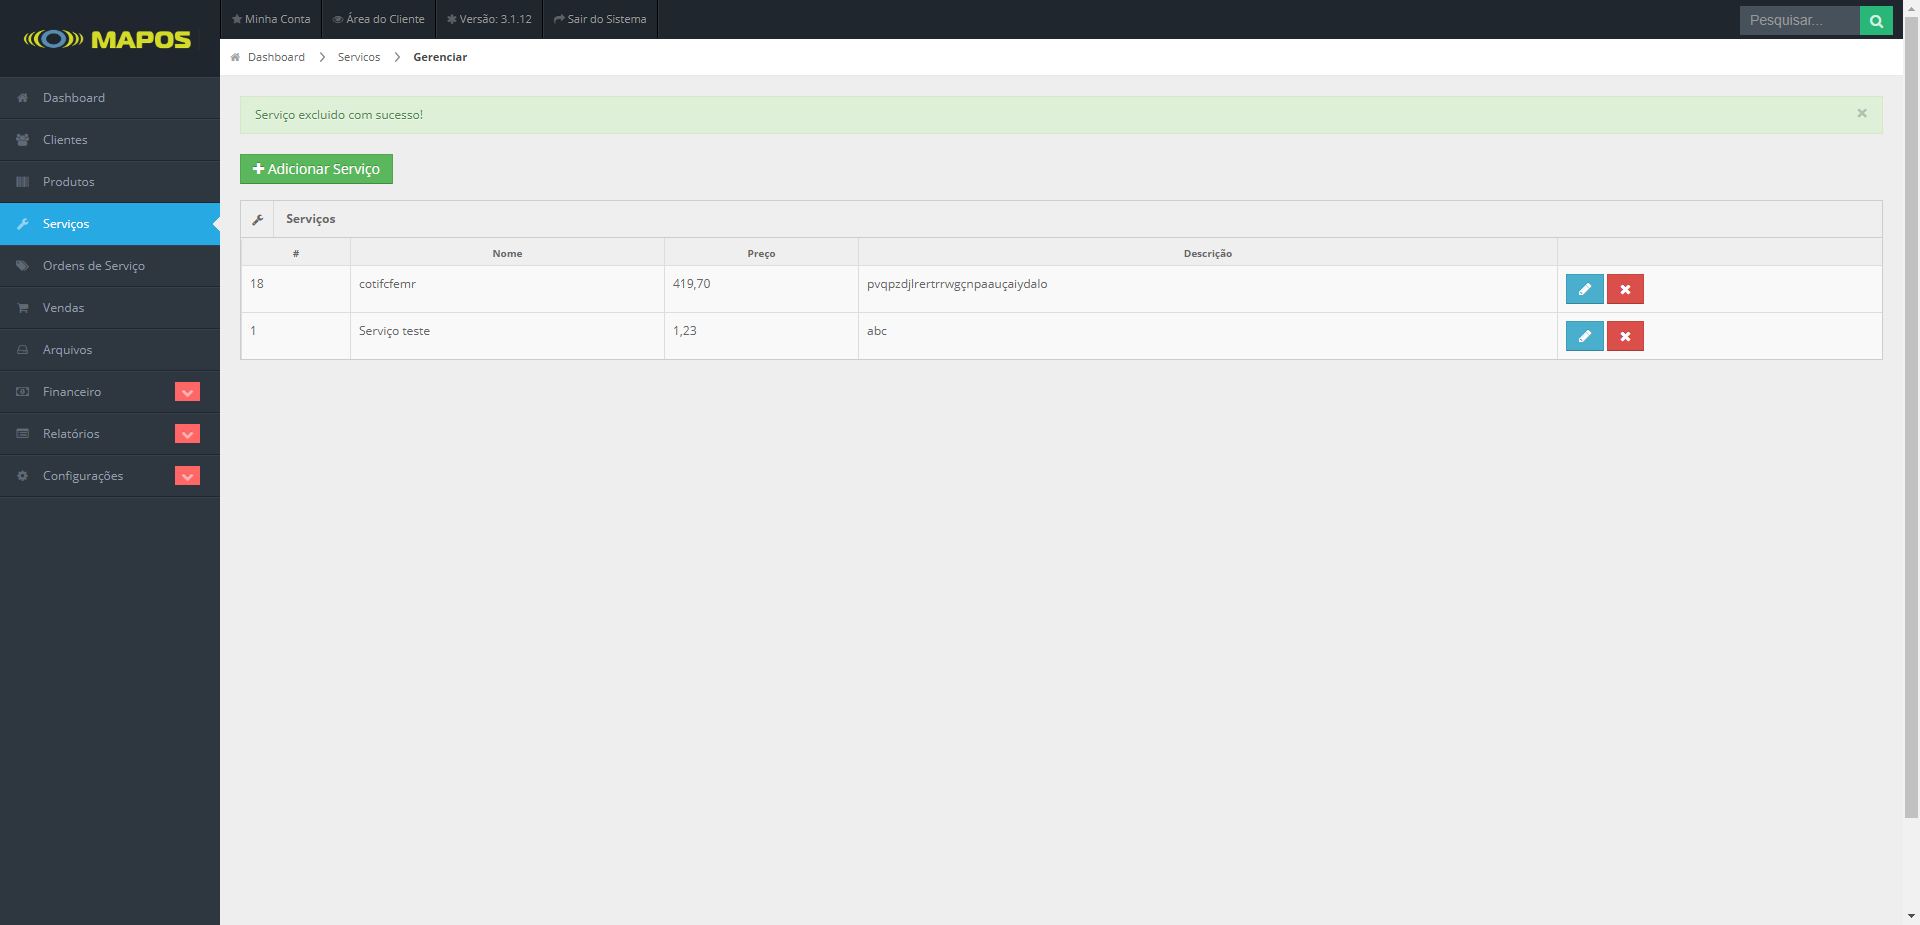 MAPOS
Minha Conta
Área do Cliente
Versão: 3.1.12
Sair do Sistema
Pesquisar...
Dashboard
Servicos
Gerenciar
Dashboard
Clientes
Produtos
Serviços
Ordens de Serviço
Vendas
Arquivos
Financeiro
Relatórios
Configurações
Serviço excluido com sucesso!
×
Adicionar Serviço
Serviços
# Nome Preço Descrição
18 cotifcfemr 419,70 pvqpzdjlrertrrwgçnpaauçaiydalo
1 Serviço teste 1,23 abc